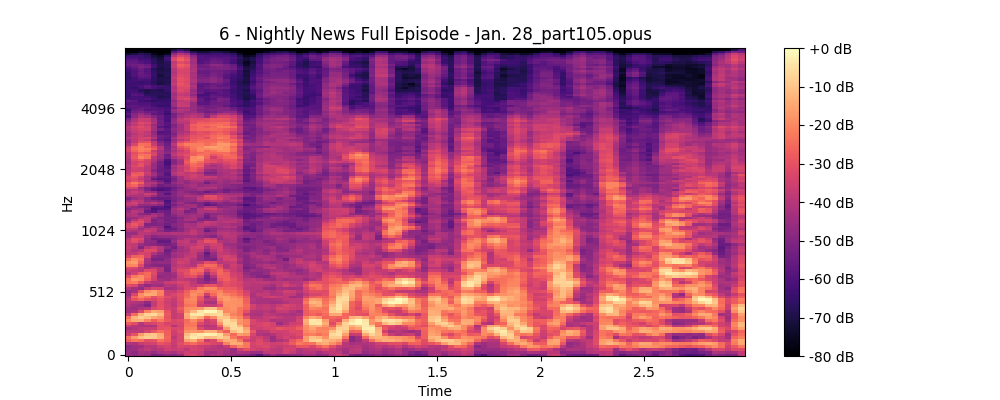 6 - Nightly News Full Episode - Jan. 28_part105.opus
Hz
4096
2048
1024
512
0
0
0.5
1
1.5
2
2.5
Time
+0 dB
-10 dB
-20 dB
-30 dB
-40 dB
-50 dB
-60 dB
-70 dB
-80 dB